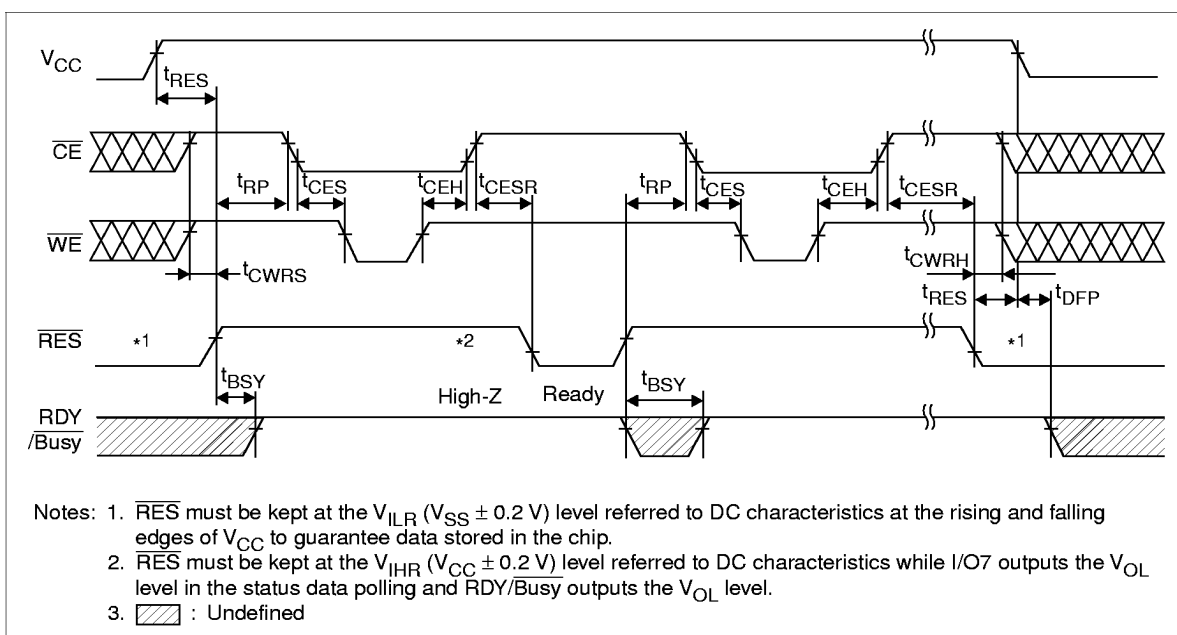 VCC
tRES
CE
tRP tCES tCEH tCESR tRP tCES tCEH tCESR
WE
tCWRS
tCWRH
tRES tDFP
RES *1 *2 *1
tBSY
High-Z Ready tBSY
RDY
/Busy
Notes: 1. RES must be kept at the VILR (VSS ± 0.2 V) level referred to DC characteristics at the rising and falling
edges of VCC to guarantee data stored in the chip.
2. RES must be kept at the VIHR (VCC ± 0.2 V) level referred to DC characteristics while I/O7 outputs the VOL
level in the status data polling and RDY/Busy outputs the VOL level.
3. : Undefined